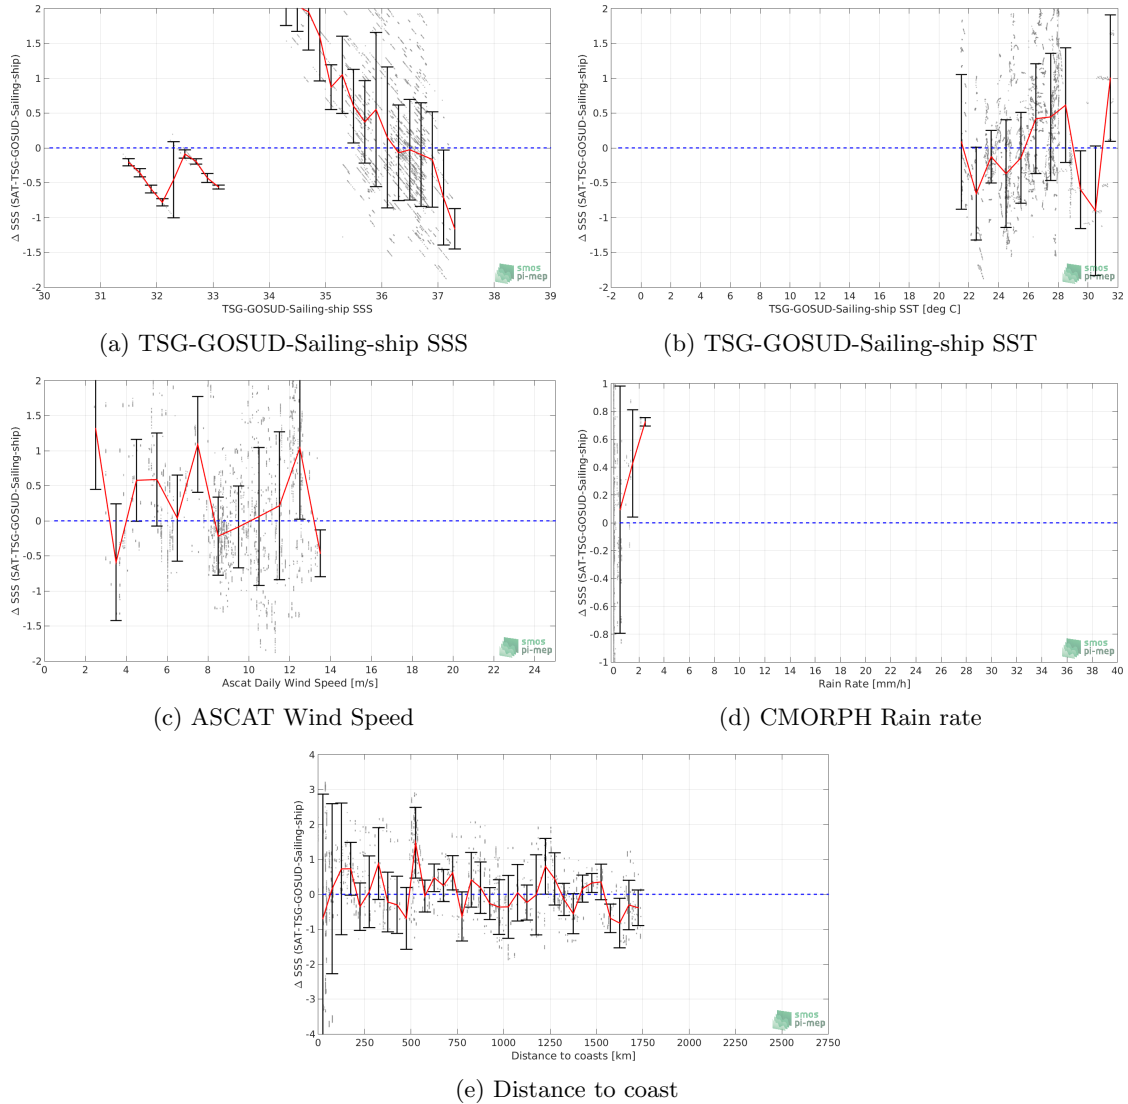 2
1.5
1
0.5
0
-0.5
-1
-1.5
-2
Δ SSS (SAT-TSG-GOSUD-Sailing-ship)
30 31 32 33 34 35 36 37 38 39
TSG-GOSUD-Sailing-ship SSS
smos
pi-mep
(a) TSG-GOSUD-Sailing-ship SSS
2
1.5
1
0.5
0
-0.5
-1
-1.5
-2
Δ SSS (SAT-TSG-GOSUD-Sailing-ship)
-2 0 2 4 6 8 10 12 14 16 18 20 22 24 26 28 30 32
TSG-GOSUD-Sailing-ship SST [deg C]
smos
pi-mep
(b) TSG-GOSUD-Sailing-ship SST
2
1.5
1
0.5
0
-0.5
-1
-1.5
-2
Δ SSS (SAT-TSG-GOSUD-Sailing-ship)
0 2 4 6 8 10 12 14 16 18 20 22 24
Ascat Daily Wind Speed [m/s]
smos
pi-mep
(c) ASCAT Wind Speed
1
0.8
0.6
0.4
0.2
0
-0.2
-0.4
-0.6
-0.8
-1
Δ SSS (SAT-TSG-GOSUD-Sailing-ship)
0 2 4 6 8 10 12 14 16 18 20 22 24 26 28 30 32 34 36 38 40
Rain Rate [mm/h]
smos
pi-mep
(d) CMORPH Rain rate
4
3
2
1
0
-1
-2
-3
-4
Δ SSS (SAT-TSG-GOSUD-Sailing-ship)
0 250 500 750 1000 1250 1500 1750 2000 2250 2500 2750
Distance to coasts [km]
smos
pi-mep
(e) Distance to coast